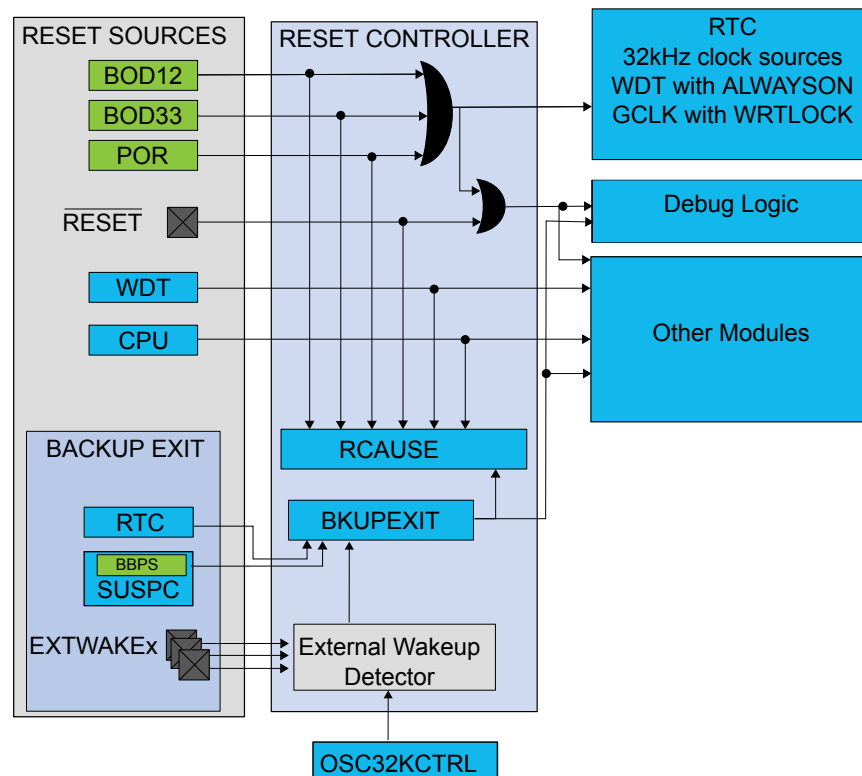 RESET SOURCES
BOD12
BOD33
POR
RESET
WDT
CPU
BACKUP EXIT
RTC
BBPS
SUSPC
EXTWAKEx
RESET CONTROLLER
RCAUSE
BKUPEXIT
External Wakeup
Detector
OSC32KCTRL
RTC
32kHz clock sources
WDT with ALWAYSON
GCLK with WRTLOCK
Debug Logic
Other Modules